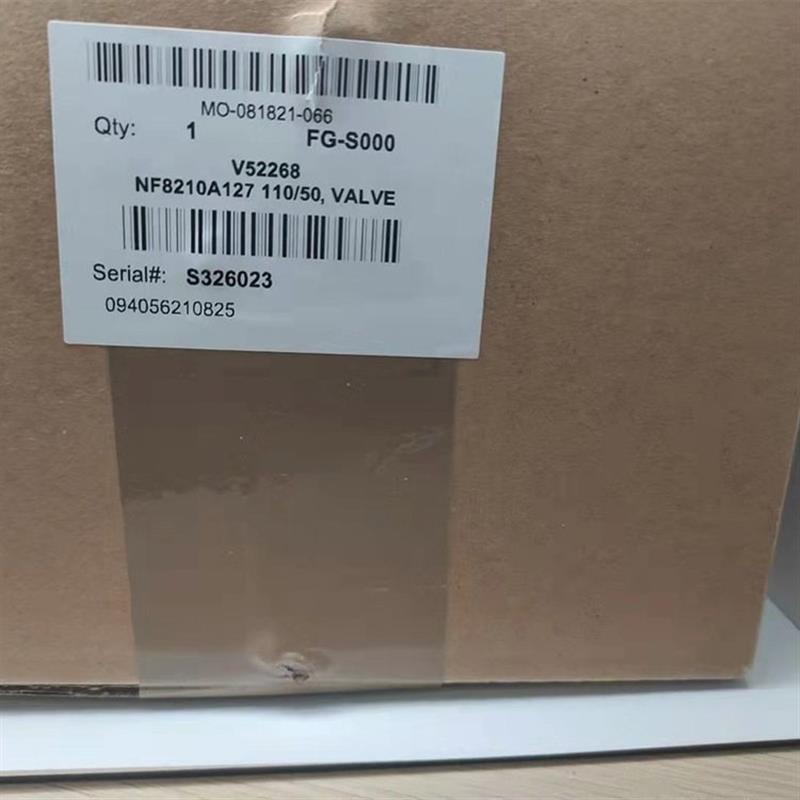 MO-081821-066
Qty: 1 FG-S000
V52268
NF8210A127 110/50, VALVE
Serial#: S326023
094056210825